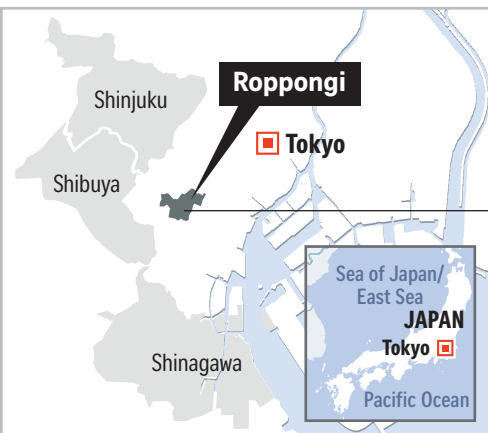 Roppongi
Shinjuku
Tokyo
Shibuya
Shinagawa
Sea of Japan/
East Sea
JAPAN
Tokyo
Pacific Ocean